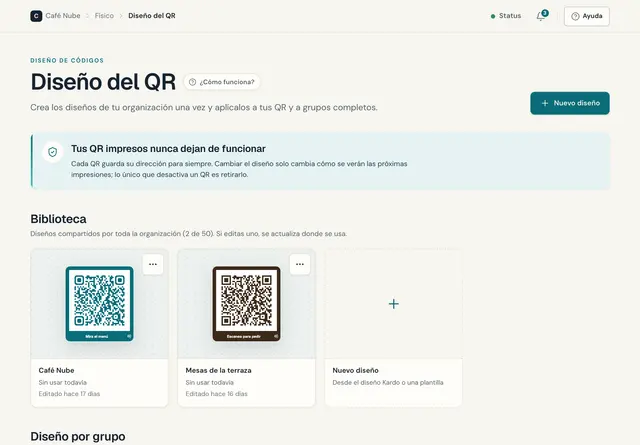 C Café Nube > Físico > Diseño del QR
Status
3
Ayuda
DISEÑO DE CÓDIGOS
Diseño del QR
¿Cómo funciona?
Crea los diseños de tu organización una vez y aplícalos a tus QR y a grupos completos.
+ Nuevo diseño
Tus QR impresos nunca dejan de funcionar
Cada QR guarda su dirección para siempre. Cambiar el diseño solo cambia cómo se verán las próximas
impresiones; lo único que desactiva un QR es retirarlo.
Biblioteca
Diseños compartidos por toda la organización (2 de 50). Si editas uno, se actualiza donde se usa.
Mira el menú
Escanea para pedir
Café Nube
Sin usar todavía
Editado hace 17 días
Mesas de la terraza
Sin usar todavía
Editado hace 16 días
Nuevo diseño
Desde el diseño Kardo o una plantilla
Diseño por grupo